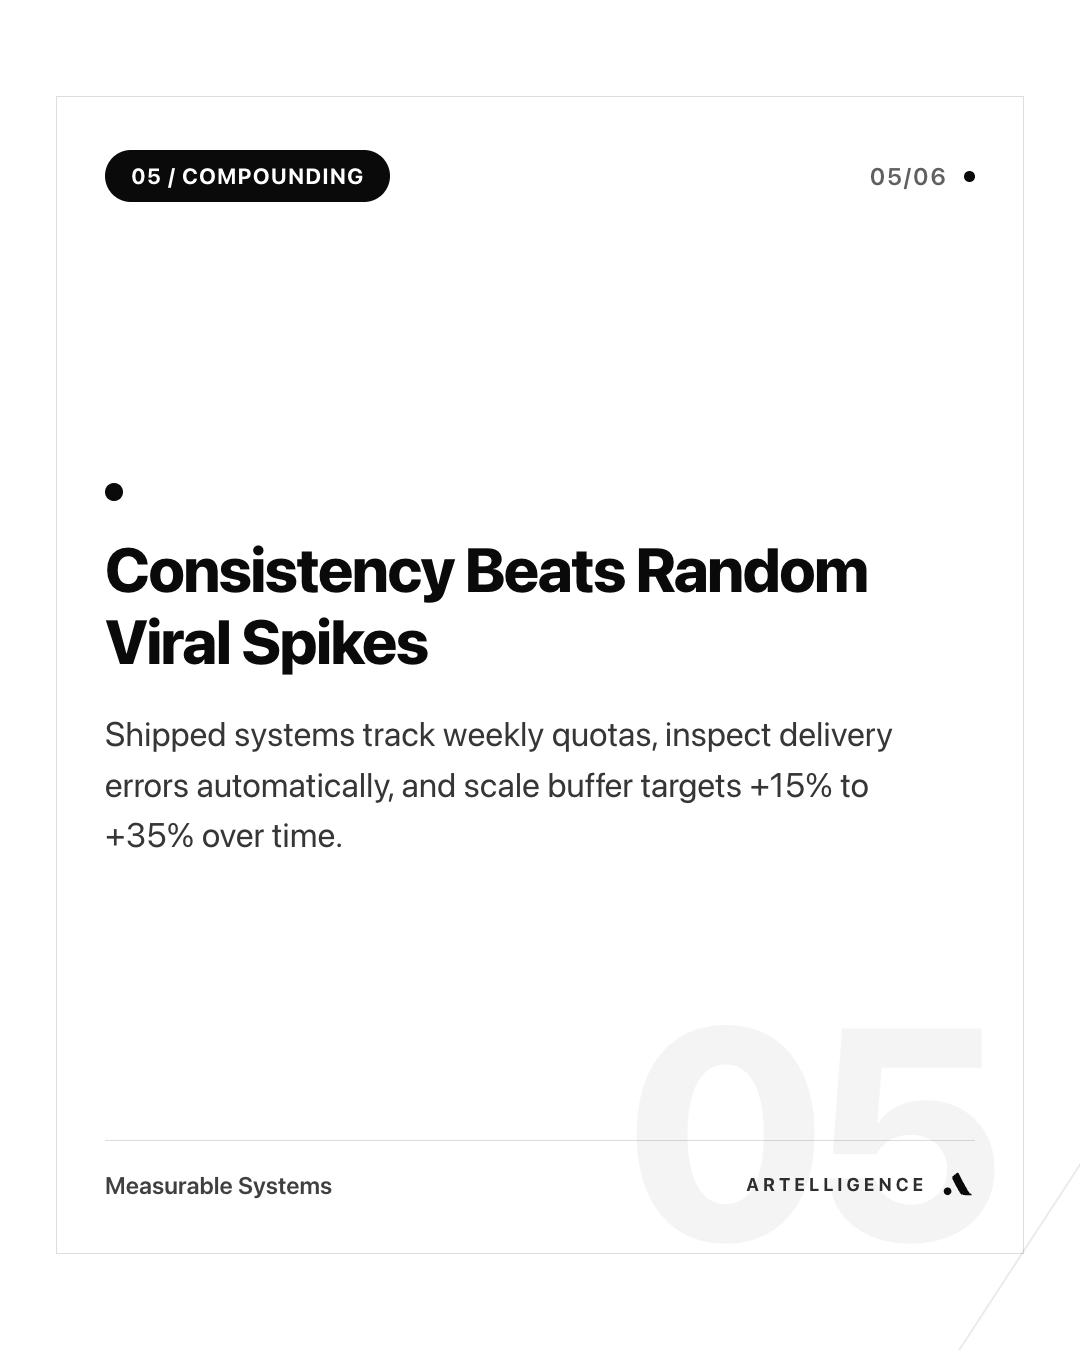 05 / COMPOUNDING
05/06
Consistency Beats Random
Viral Spikes
Shipped systems track weekly quotas, inspect delivery
errors automatically, and scale buffer targets +15% to
+35% over time.
05
Measurable Systems
ARTELLIGENCE